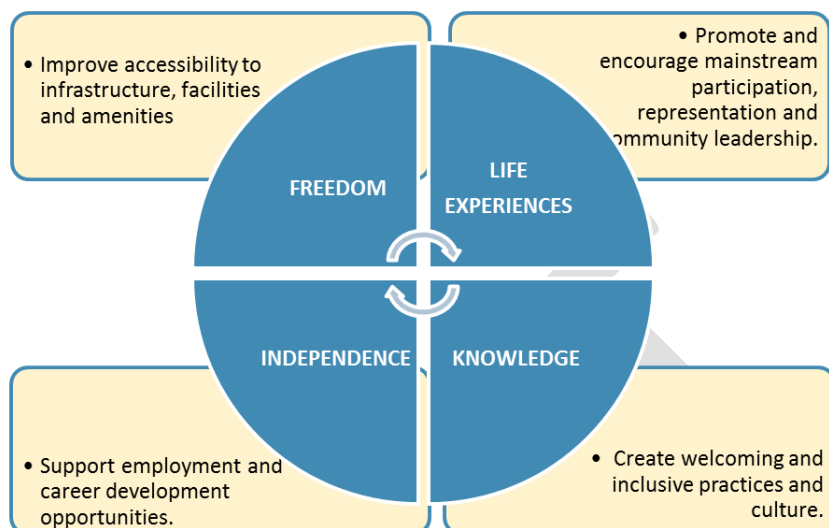 • Improve accessibility to
infrastructure, facilities
and amenities
• Promote and
encourage mainstream
participation,
representation and
ommunity leadership.
FREEDOM
LIFE
EXPERIENCES
INDEPENDENCE
KNOWLEDGE
• Support employment and
career development
opportunities.
• Create welcoming and
inclusive practices and
culture.